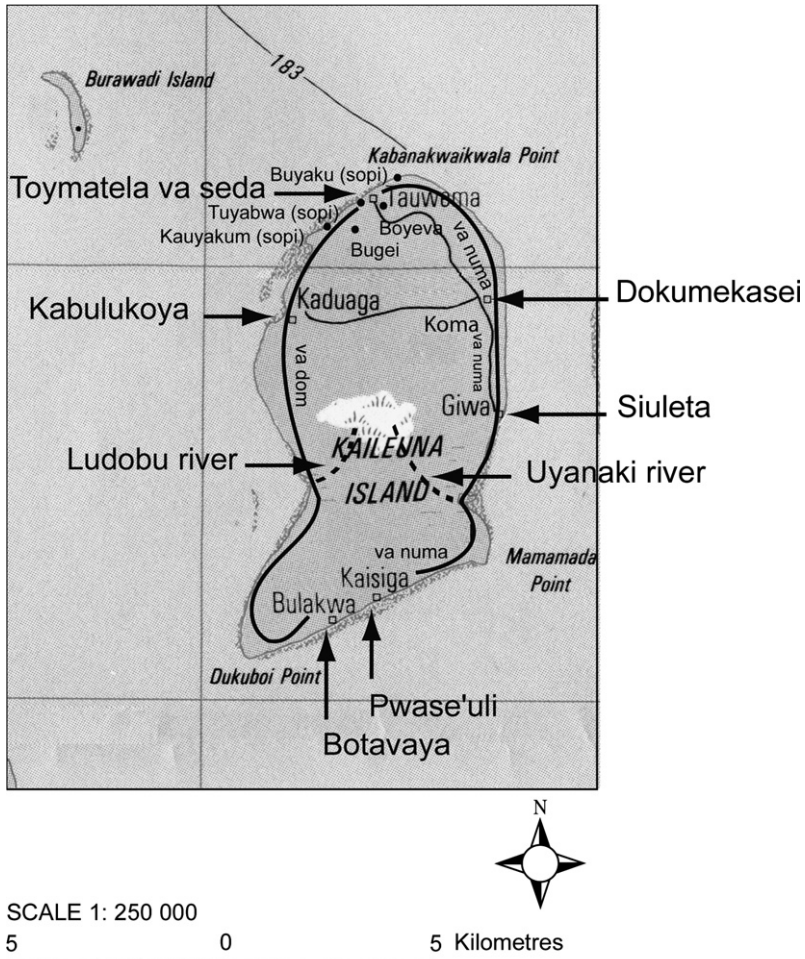 183
Burawadi Island
Kabanakwaikwala Point
Buyaku (sopi)
Toymatela va seda
Tauwema
Tuyabwa (sopi)
Boyeva
Kauyakum (sopi)
Bugei
va numa
Dokumekasei
Kaduaga
Kabulukoya
Koma
va numa
va dom
Giwa
Siuleta
KAILEUNA
ISLAND
Ludobu river
Uyanaki river
va numa
Mamamada
Point
Kaisiga
Bulakwa
Dukuboi Point
Pwase'uli
Botavaya
N
SCALE 1: 250 000
5 0 5 Kilometres